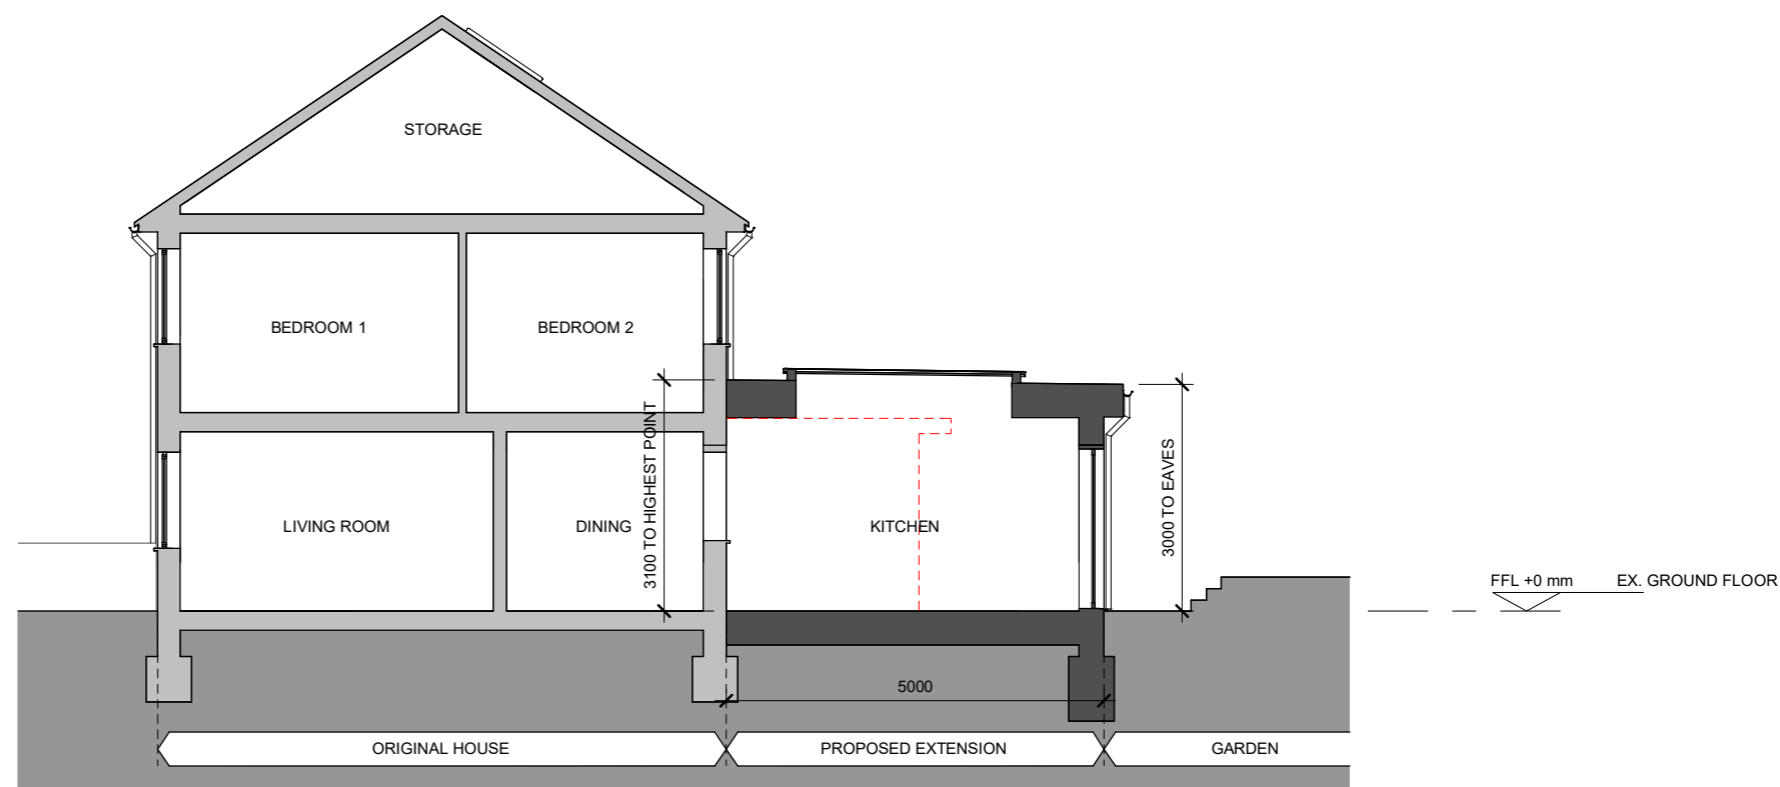 STORAGE
BEDROOM 1
BEDROOM 2
LIVING ROOM
DINING
3100 TO HIGHEST POINT
KITCHEN
3000 TO EAVES
FFL +0 mm
EX. GROUND FLOOR
5000
ORIGINAL HOUSE
PROPOSED EXTENSION
GARDEN